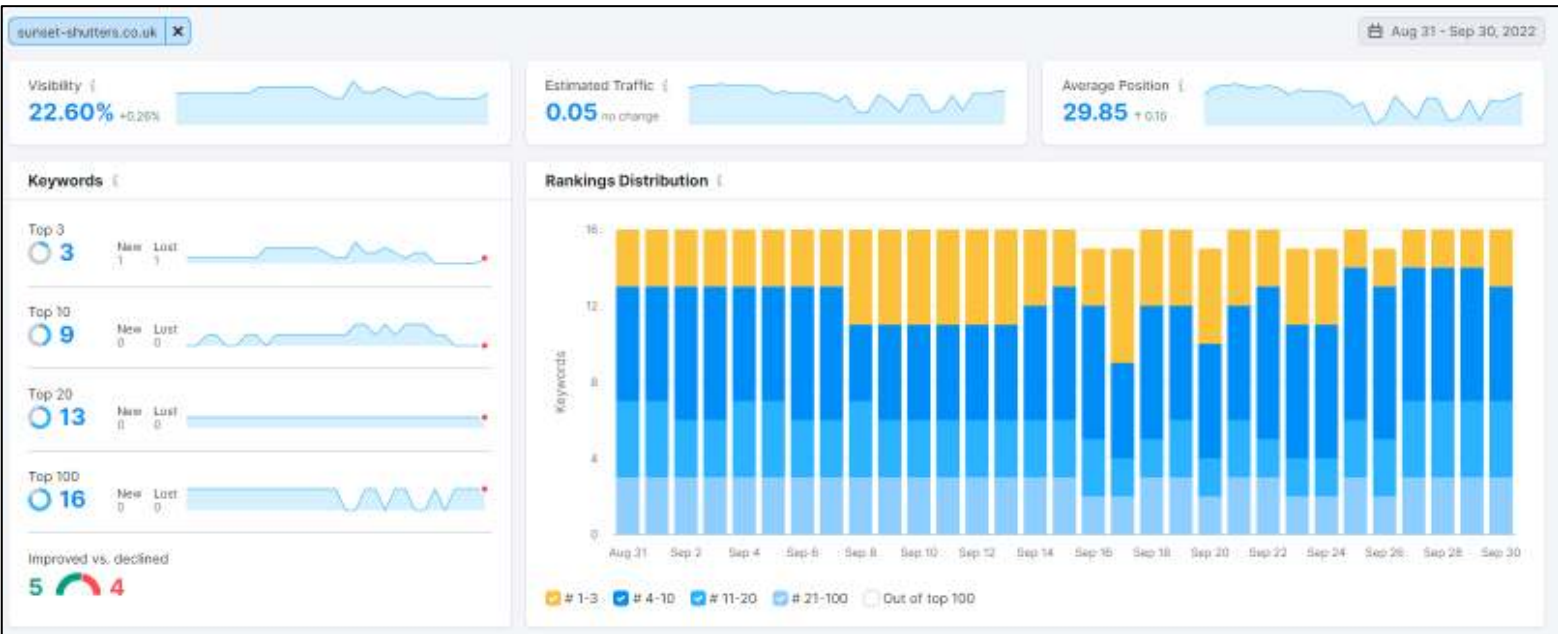 sunset-shutters.co.uk
Aug 31 - Sep 30, 2022
Visibility
22.60% +0.26%
Estimated Traffic
0.05 no change
Average Position
29.85 ↑ 0.15
Keywords
Top 3
3
New Lost
1 1
Top 10
9
New Lost
0 0
Top 20
13
New Lost
0 0
Top 100
16
New Lost
0 0
Improved vs. declined
5 4
Rankings Distribution
Keywords
16
12
8
4
0
Aug 31 Sep 2 Sep 4 Sep 6 Sep 8 Sep 10 Sep 12 Sep 14 Sep 16 Sep 18 Sep 20 Sep 22 Sep 24 Sep 26 Sep 28 Sep 30
# 1-3 # 4-10 # 11-20 # 21-100 Out of top 100